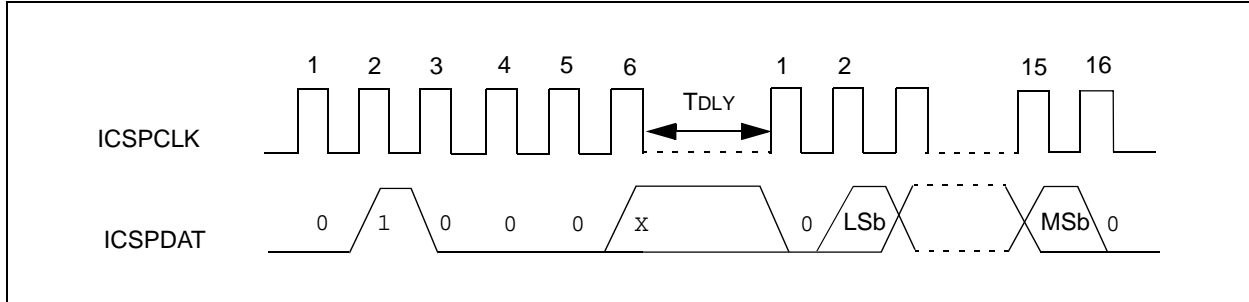 1 2 3 4 5 6 1 2 15 16
TDLY
ICSPCLK
ICSPDAT 0 1 0 0 0 X 0 LSb MSb 0